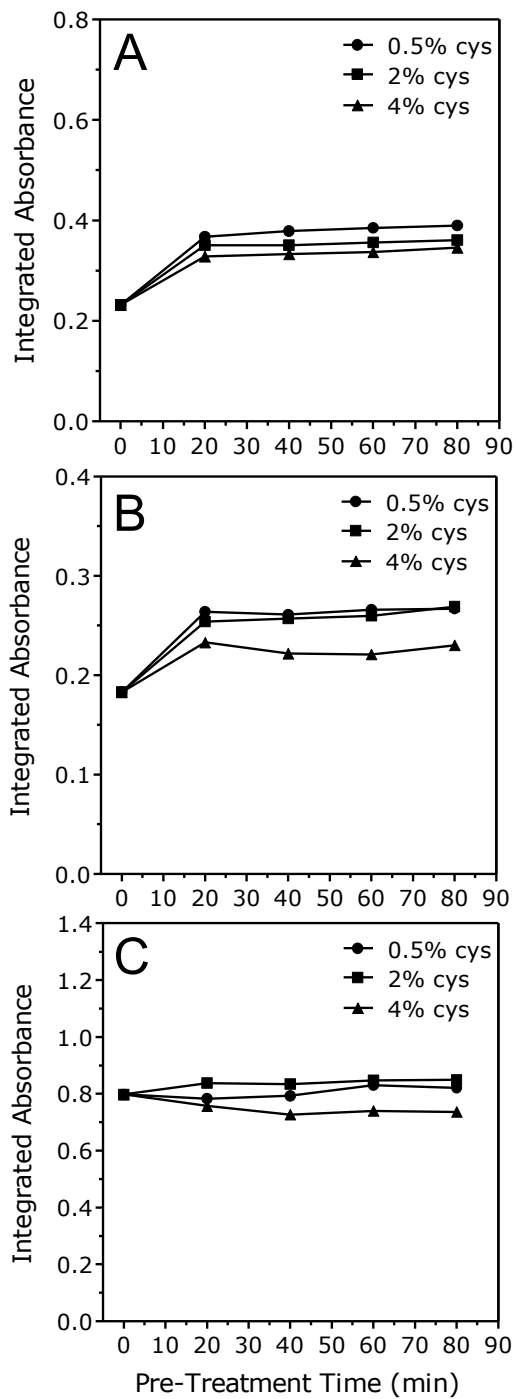 A
0.5% cys
2% cys
4% cys
Integrated Absorbance
0.8
0.6
0.4
0.2
0.0
0 10 20 30 40 50 60 70 80 90
B
0.5% cys
2% cys
4% cys
Integrated Absorbance
0.4
0.3
0.2
0.1
0.0
0 10 20 30 40 50 60 70 80 90
C
0.5% cys
2% cys
4% cys
Integrated Absorbance
1.4
1.2
1.0
0.8
0.6
0.4
0.2
0.0
0 10 20 30 40 50 60 70 80 90
Pre-Treatment Time (min)